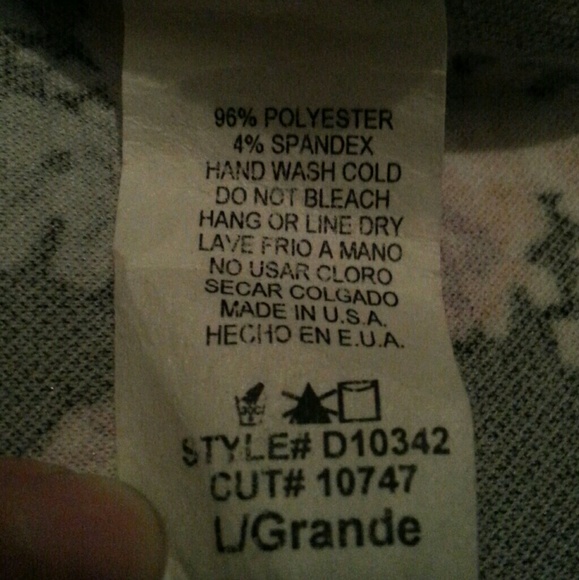 96% POLYESTER
4% SPANDEX
HAND WASH COLD
DO NOT BLEACH
HANG OR LINE DRY
LAVE FRIO A MANO
NO USAR CLORO
SECAR COLGADO
MADE IN U.S.A.
HECHO EN E.U.A.
STYLE# D10342
CUT# 10747
L/Grande